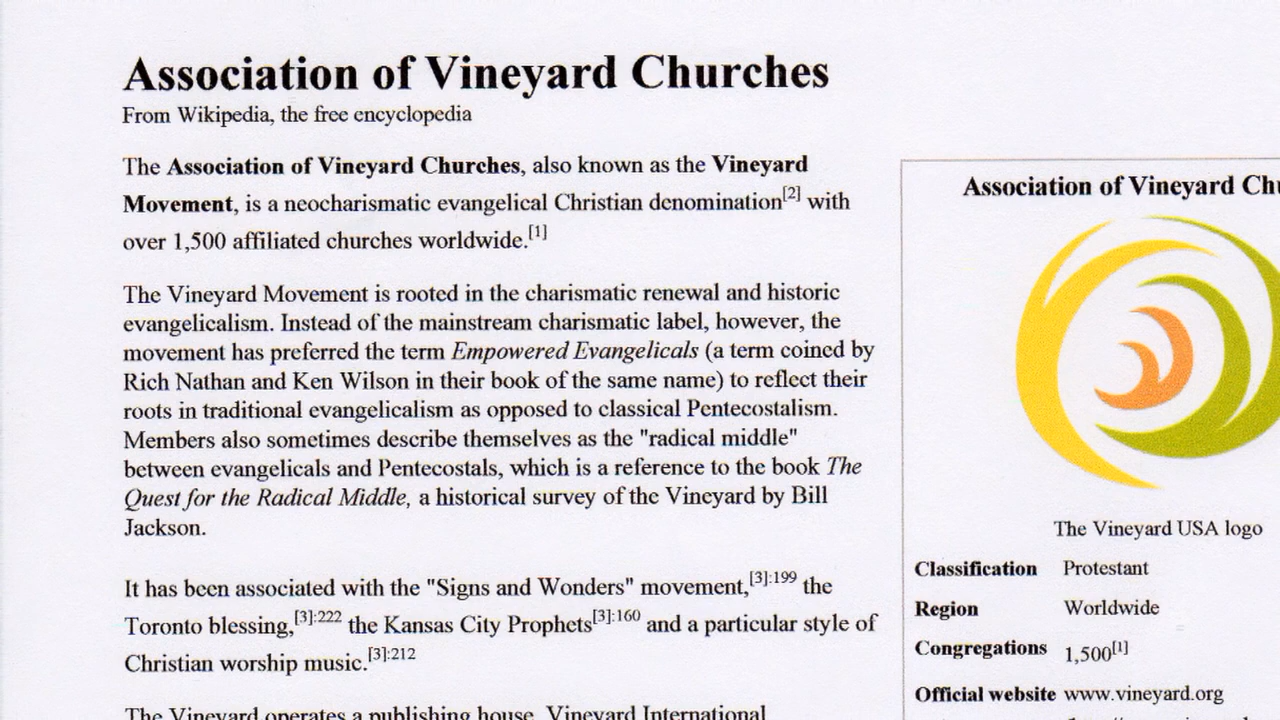 Association of Vineyard Churches
From Wikipedia, the free encyclopedia
The Association of Vineyard Churches, also known as the Vineyard
Movement, is a neocharismatic evangelical Christian denomination[2] with
over 1,500 affiliated churches worldwide.[1]
The Vineyard Movement is rooted in the charismatic renewal and historic
evangelicalism. Instead of the mainstream charismatic label, however, the
movement has preferred the term Empowered Evangelicals (a term coined by
Rich Nathan and Ken Wilson in their book of the same name) to reflect their
roots in traditional evangelicalism as opposed to classical Pentecostalism.
Members also sometimes describe themselves as the "radical middle"
between evangelicals and Pentecostals, which is a reference to the book The
Quest for the Radical Middle, a historical survey of the Vineyard by Bill
Jackson.
It has been associated with the "Signs and Wonders" movement,[3]:199 the
Toronto blessing,[3]:222 the Kansas City Prophets[3]:160 and a particular style of
Christian worship music.[3]:212
The Vineyard operates a publishing house, Vineyard International
Association of Vineyard
The Vineyard USA logo
Classification Protestant
Region Worldwide
Congregations 1,500[1]
Official website www.vineyard.org